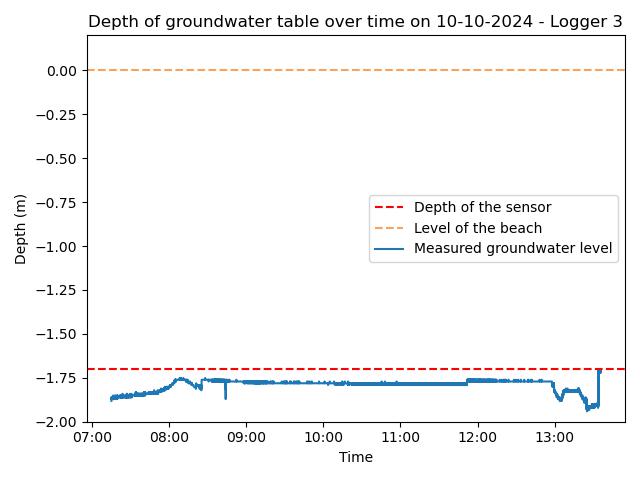 Depth of groundwater table over time on 10-10-2024 - Logger 3
0.00
−0.25
−0.50
−0.75
−1.00
−1.25
−1.50
−1.75
−2.00
Depth (m)
Depth of the sensor
Level of the beach
Measured groundwater level
07:00 08:00 09:00 10:00 11:00 12:00 13:00
Time